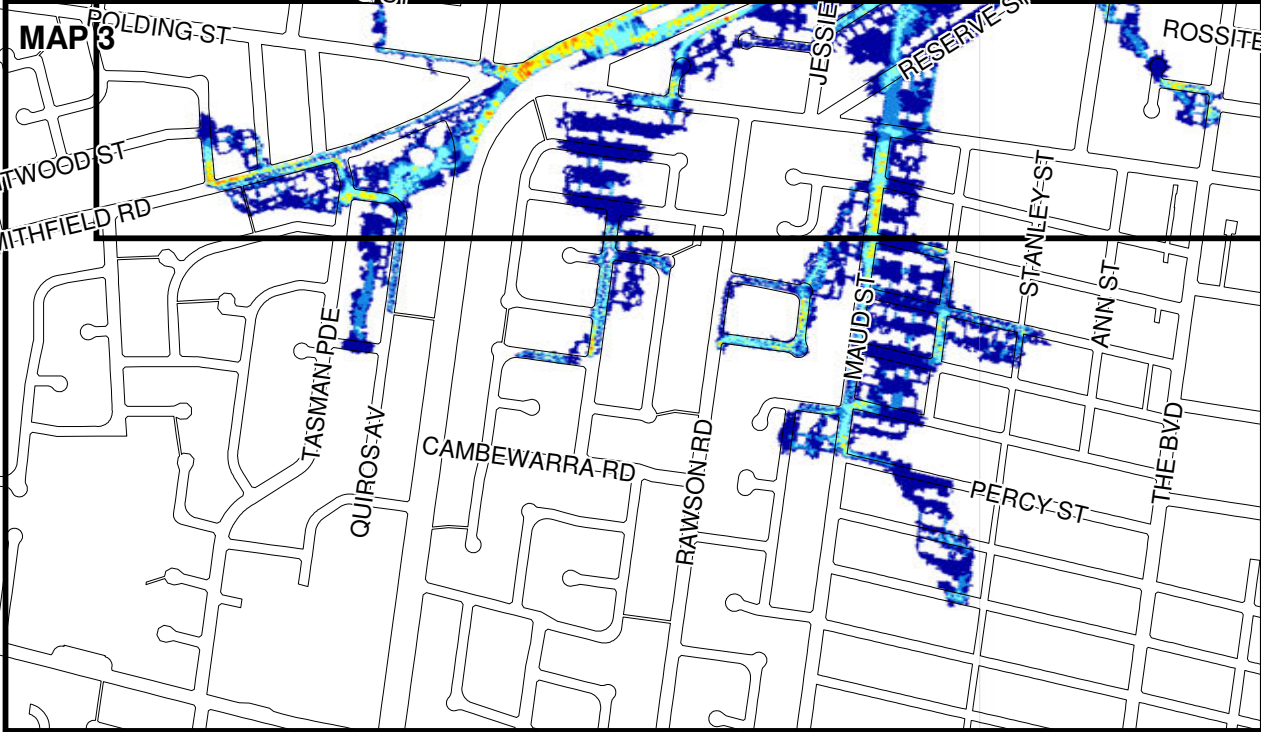 POLDING ST
MAP 3
JESSIE
RESERVE ST
ROSSITE
TWOOD ST
MITHFIELD RD
STANLEY ST
ANN ST
MAUD ST
TASMAN PDE
QUIROS AV
CAMBEWARRA RD
RAWSON RD
THE BVD
PERCY ST